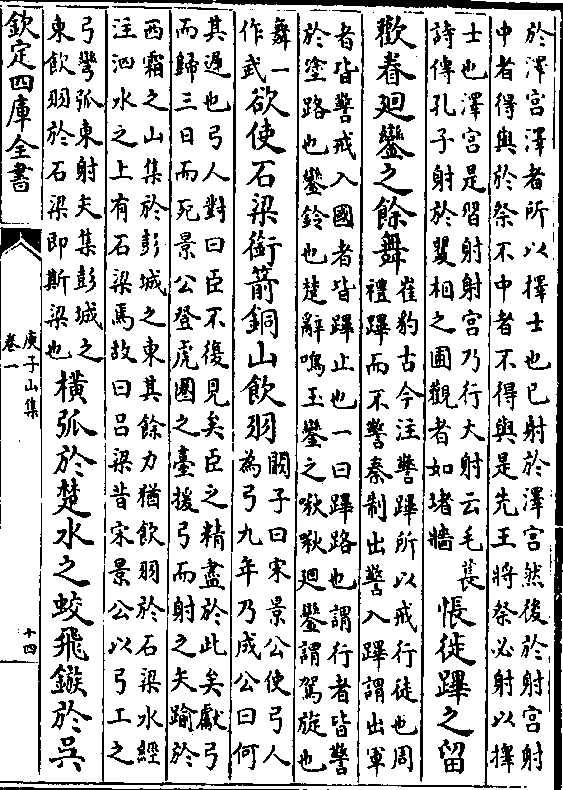 於澤宮澤者所以擇士也已射於澤宮然後於射宮射
中者得與於祭不中者不得與是先王將祭必射以擇
士也澤宮是習射射宮乃行大射云毛萇
詩傳孔子射於矍相之圃觀者如堵牆
悵徙蹕之留
歡眷迴鑾之餘舞
崔豹古今注警蹕所以戒行徒也周
禮蹕而不警秦制出警入蹕謂出軍
者皆警戒入國者皆蹕止也一曰蹕路也謂行者皆警
於塗路也鑾鈴也楚辭鳴玉鑾之啾啾迴鑾謂駕旋也
舞一
作武
欲使石梁銜箭銅山飲羽
闕子曰宋景公使弓人
為弓九年乃成公曰何
其遲也弓人對曰臣不復見矣臣之精盡於此矣獻弓
而歸三日而死景公登虎圈之臺援弓而射之矢踰於
西霜之山集於彭城之東其餘力猶飲羽於石梁水經
注泗水之上有石梁焉故曰呂梁昔宋景公以弓工之
弓彎弧東射矢集彭城之
東飲羽於石梁即斯梁也
橫弧於楚水之蛟飛鏃於吳
欽定四庫全書
庾子山集
卷一
十四